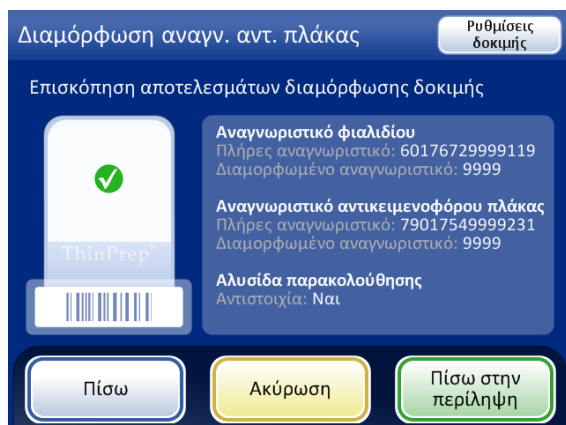 Διαμόρφωση αναγν. αντ. πλάκας
Ρυθμίσεις
δοκιμής
Επισκόπηση αποτελεσμάτων διαμόρφωσης δοκιμής
Αναγνωριστικό φιαλιδίου
Πλήρες αναγνωριστικό: 60176729999119
Διαμορφωμένο αναγνωριστικό: 9999
Αναγνωριστικό αντικειμενοφόρου πλάκας
Πλήρες αναγνωριστικό: 79017549999231
Διαμορφωμένο αναγνωριστικό: 9999
Αλυσίδα παρακολούθησης
Αντιστοιχία: Ναι
ThinPrep®
Πίσω
Ακύρωση
Πίσω στην
περίληψη